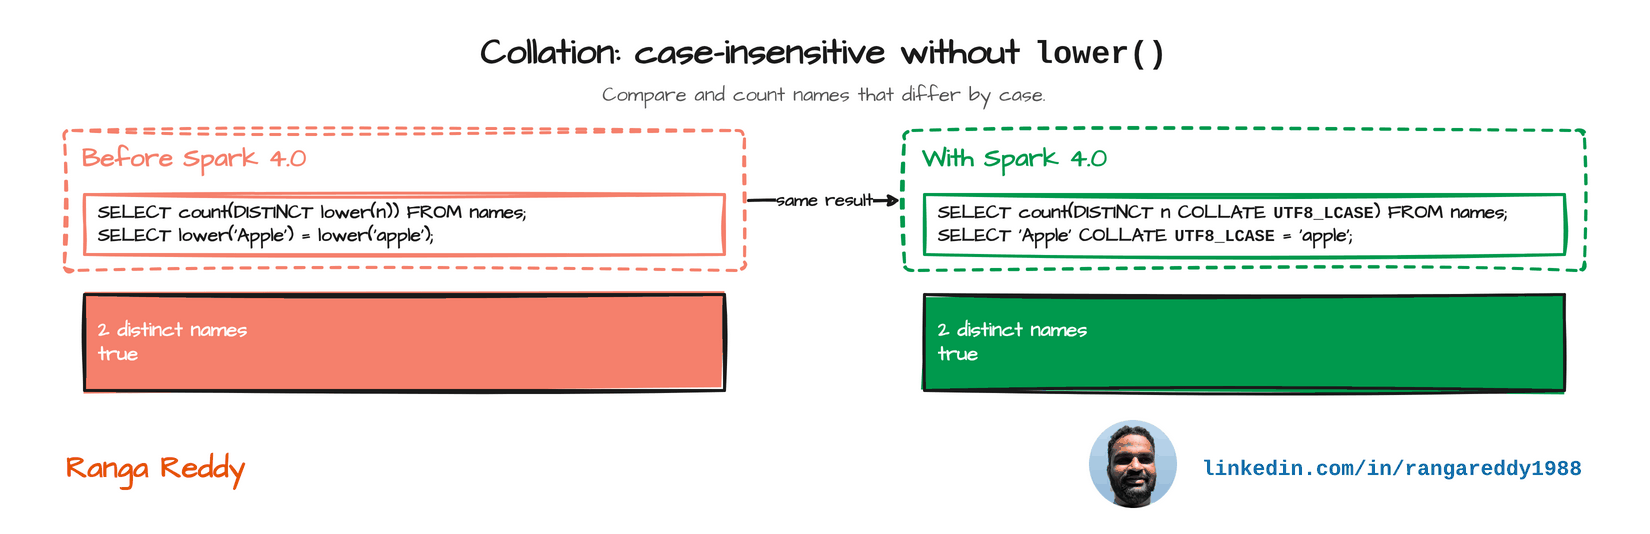 Collation: case-insensitive without lower()
Compare and count names that differ by case.
Before Spark 4.0
SELECT count(DISTINCT lower(n)) FROM names;
SELECT lower('Apple') = lower('apple');
2 distinct names
true
same result
With Spark 4.0
SELECT count(DISTINCT n COLLATE UTF8_LCASE) FROM names;
SELECT 'Apple' COLLATE UTF8_LCASE = 'apple';
2 distinct names
true
Ranga Reddy
linkedin.com/in/rangareddy1988